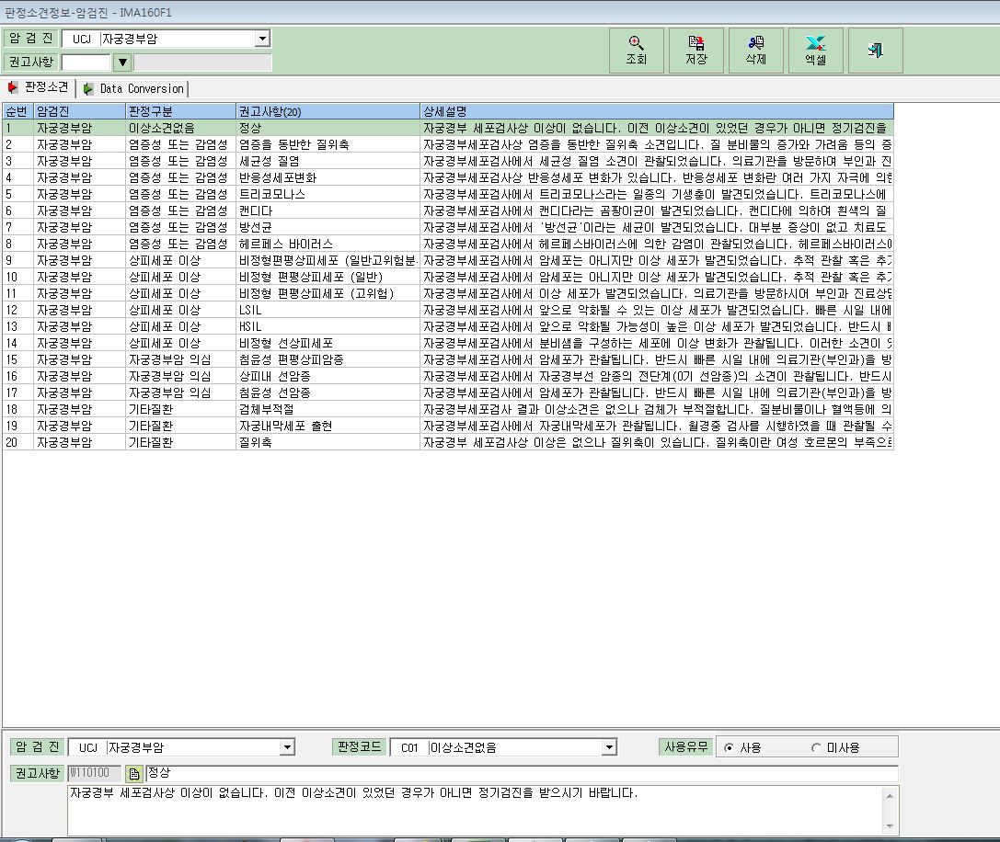 판정소견정보-암검진 - IMA160F1
암 검 진 UCJ 자궁경부암
권고사항
조회 저장 삭제 엑셀
판정소견 Data Conversion
순번 암검진 판정구분 권고사항(20) 상세설명
1 자궁경부암 이상소견없음 정상 자궁경부 세포검사상 이상이 없습니다. 이전 이상소견이 있었던 경우가 아니면 정기검진을
2 자궁경부암 염증성 또는 감염성 염증을 동반한 질위축 자궁경부세포검사상 염증을 동반한 질위축 소견입니다. 질 분비물의 증가와 가려움 등의 증
3 자궁경부암 염증성 또는 감염성 세균성 질염 자궁경부세포검사에서 세균성 질염 소견이 관찰되었습니다. 의료기관을 방문하여 부인과 진
4 자궁경부암 염증성 또는 감염성 반응성세포변화 자궁경부세포검사상 반응성세포 변화가 있습니다. 반응성세포 변화란 여러 가지 자극에 의한
5 자궁경부암 염증성 또는 감염성 트리코모나스 자궁경부세포검사에서 트리코모나스라는 일종의 기생충이 발견되었습니다. 트리코모나스에
6 자궁경부암 염증성 또는 감염성 캔디다 자궁경부세포검사에서 캔디다라는 곰팡이균이 발견되었습니다. 캔디다에 의하여 흰색의 질
7 자궁경부암 염증성 또는 감염성 방선균 자궁경부세포검사에서 '방선균'이라는 세균이 발견되었습니다. 대부분 증상이 없고 치료도
8 자궁경부암 염증성 또는 감염성 헤르페스 바이러스 자궁경부세포검사에서 헤르페스바이러스에 의한 감염이 관찰되었습니다. 헤르페스바이러스에
9 자궁경부암 상피세포 이상 비정형편평상피세포 (일반고위험분 자궁경부세포검사에서 암세포는 아니지만 이상 세포가 발견되었습니다. 추적 관찰 혹은 추가
10 자궁경부암 상피세포 이상 비정형 편평상피세포 (일반) 자궁경부세포검사에서 암세포는 아니지만 이상 세포가 발견되었습니다. 추적 관찰 혹은 추가
11 자궁경부암 상피세포 이상 비정형 편평상피세포 (고위험) 자궁경부세포검사에서 이상 세포가 발견되었습니다. 의료기관을 방문하시어 부인과 진료상담
12 자궁경부암 상피세포 이상 LSIL 자궁경부세포검사에서 앞으로 악화될 수 있는 이상 세포가 발견되었습니다. 빠른 시일 내에
13 자궁경부암 상피세포 이상 HSIL 자궁경부세포검사에서 앞으로 악화될 가능성이 높은 이상 세포가 발견되었습니다. 반드시
14 자궁경부암 상피세포 이상 비정형 선상피세포 자궁경부세포검사에서 분비샘을 구성하는 세포에 이상 변화가 관찰됩니다. 이러한 소견이
15 자궁경부암 자궁경부암 의심 침윤성 편평상피암종 자궁경부세포검사에서 암세포가 관찰됩니다. 반드시 빠른 시일 내에 의료기관(부인과)을 방
16 자궁경부암 자궁경부암 의심 상피내 선암종 자궁경부세포검사에서 자궁경부선 암종의 전단계(0기 선암종)의 소견이 관찰됩니다. 반드시
17 자궁경부암 자궁경부암 의심 침윤성 선암종 자궁경부세포검사에서 암세포가 관찰됩니다. 반드시 빠른 시일 내에 의료기관(부인과)을 방
18 자궁경부암 기타질환 검체부적절 자궁경부세포검사 결과 이상소견은 없으나 검체가 부적절합니다. 질분비물이나 혈액등에 의
19 자궁경부암 기타질환 자궁내막세포 출현 자궁경부세포검사에서 자궁내막세포가 관찰됩니다. 월경중 검사를 시행하였을 때 관찰될 수
20 자궁경부암 기타질환 질위축 자궁경부 세포검사상 이상은 없으나 질위축이 있습니다. 질위축이란 여성 호르몬의 부족으로
암 검 진 UCJ 자궁경부암 판정코드 C01 이상소견없음 사용유무 사용 미사용
권고사항 W110100 정상
자궁경부 세포검사상 이상이 없습니다. 이전 이상소견이 있었던 경우가 아니면 정기검진을 받으시기 바랍니다.